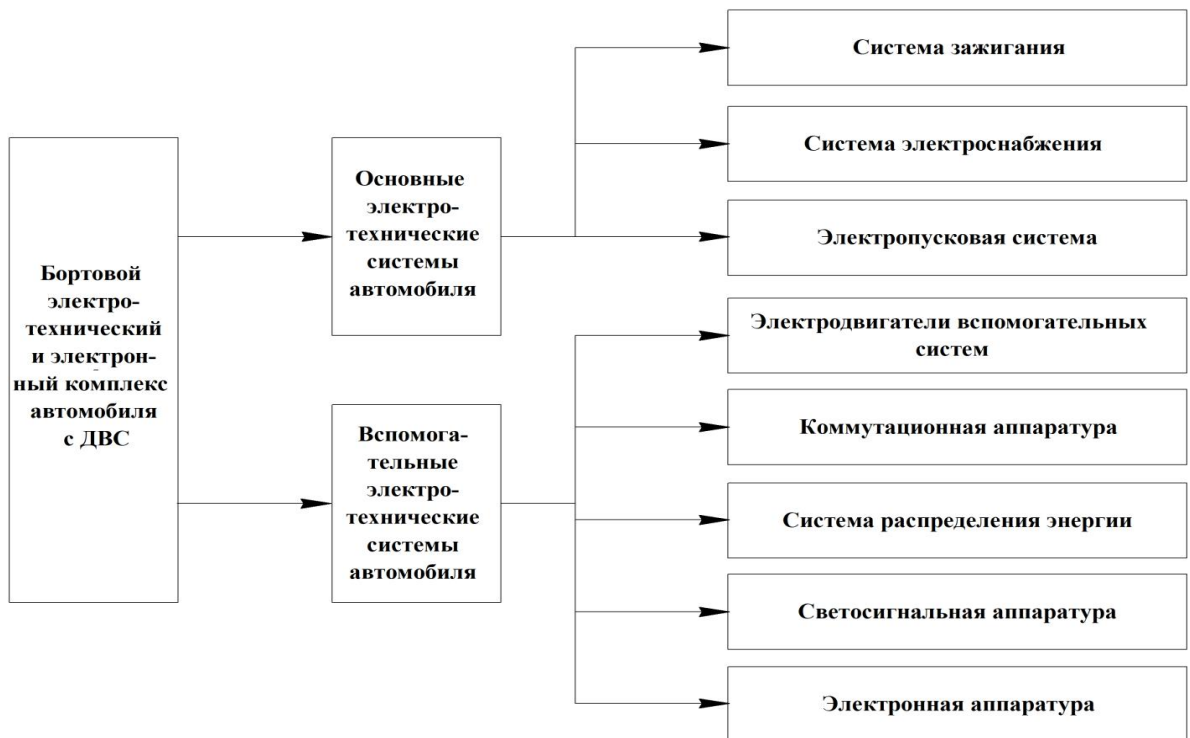 Бортовой
электро-
технический
и электрон-
ный комплекс
автомобиля
с ДВС
Основные
электро-
технические
системы
автомобиля
Вспомога-
тельные
электро-
технические
системы
автомобиля
Система зажигания
Система электроснабжения
Электропусковая система
Электродвигатели вспомогательных
систем
Коммутационная аппаратура
Система распределения энергии
Светосигнальная аппаратура
Электронная аппаратура